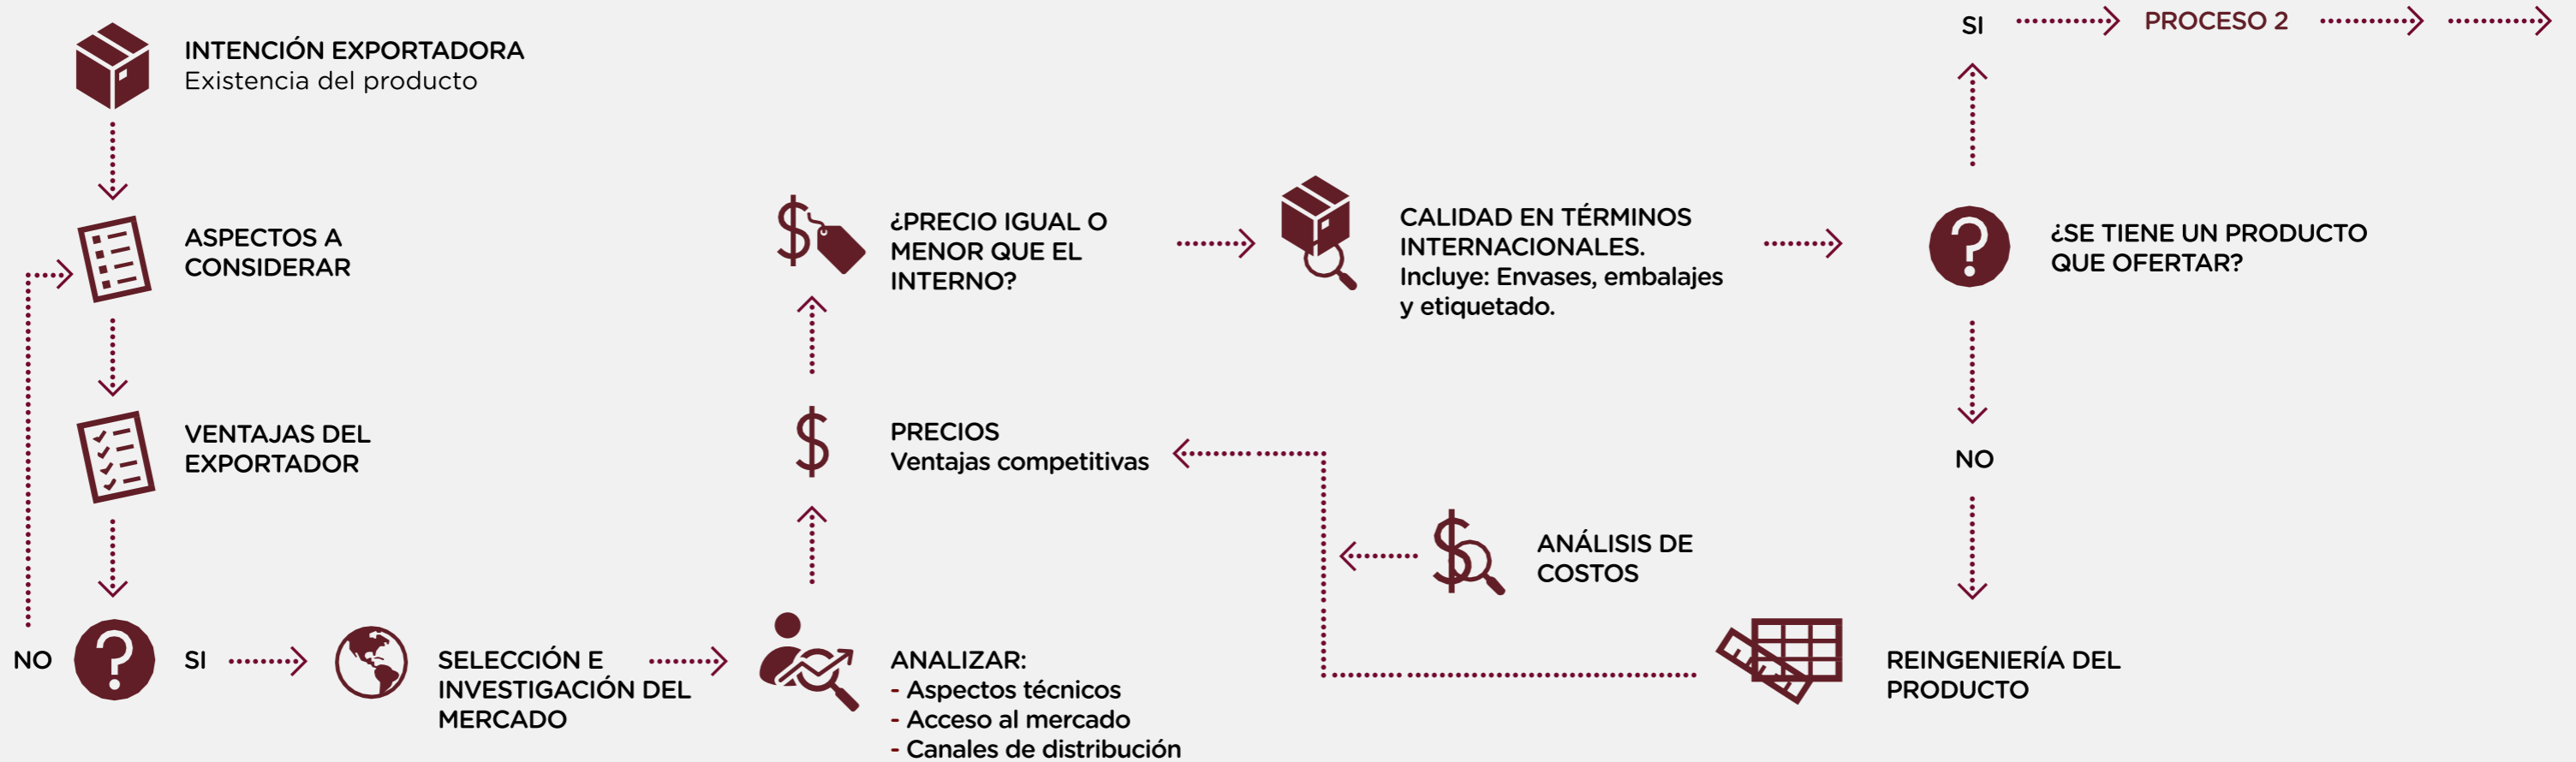 INTENCIÓN EXPORTADORA
Existencia del producto
ASPECTOS A
CONSIDERAR
VENTAJAS DEL
EXPORTADOR
NO
SI
SELECCIÓN E
INVESTIGACIÓN DEL
MERCADO
ANALIZAR:
- Aspectos técnicos
- Acceso al mercado
- Canales de distribución
PRECIOS
Ventajas competitivas
¿PRECIO IGUAL O
MENOR QUE EL
INTERNO?
CALIDAD EN TÉRMINOS
INTERNACIONALES.
Incluye: Envases, embalajes
y etiquetado.
¿SE TIENE UN PRODUCTO
QUE OFERTAR?
SI
PROCESO 2
NO
REINGENIERÍA DEL
PRODUCTO
ANÁLISIS DE
COSTOS